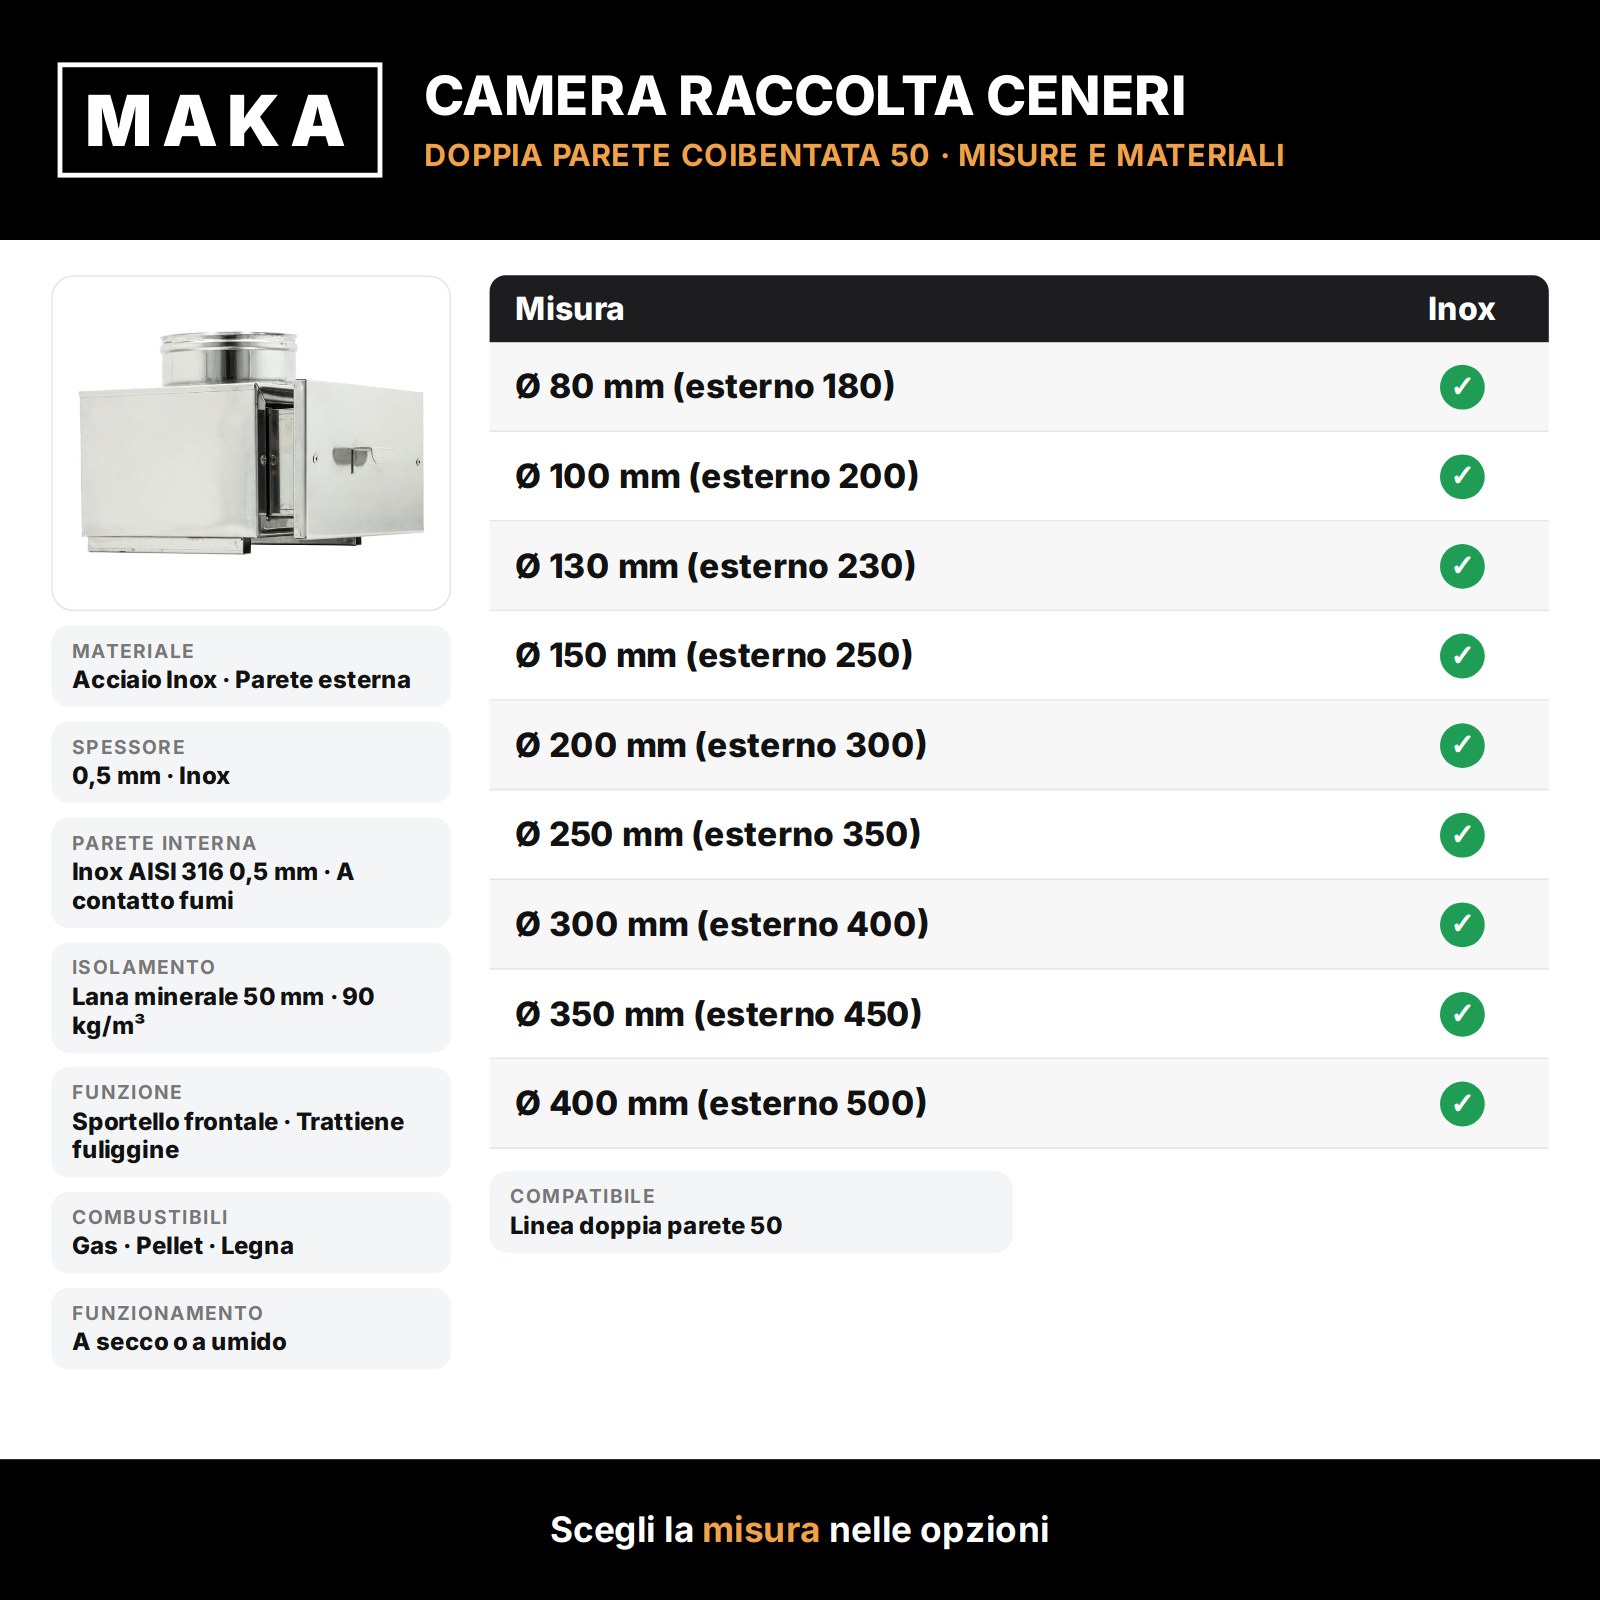 MAKA
CAMERA RACCOLTA CENERI
DOPPIA PARETE COIBENTATA 50 · MISURE E MATERIALI
MATERIALE
Acciaio Inox · Parete esterna
SPESSORE
0,5 mm · Inox
PARETE INTERNA
Inox AISI 316 0,5 mm · A
contatto fumi
ISOLAMENTO
Lana minerale 50 mm · 90
kg/m³
FUNZIONE
Sportello frontale · Trattiene
fuliggine
COMBUSTIBILI
Gas · Pellet · Legna
FUNZIONAMENTO
A secco o a umido
Misura Inox
Ø 80 mm (esterno 180) ✓
Ø 100 mm (esterno 200) ✓
Ø 130 mm (esterno 230) ✓
Ø 150 mm (esterno 250) ✓
Ø 200 mm (esterno 300) ✓
Ø 250 mm (esterno 350) ✓
Ø 300 mm (esterno 400) ✓
Ø 350 mm (esterno 450) ✓
Ø 400 mm (esterno 500) ✓
COMPATIBILE
Linea doppia parete 50
Scegli la misura nelle opzioni